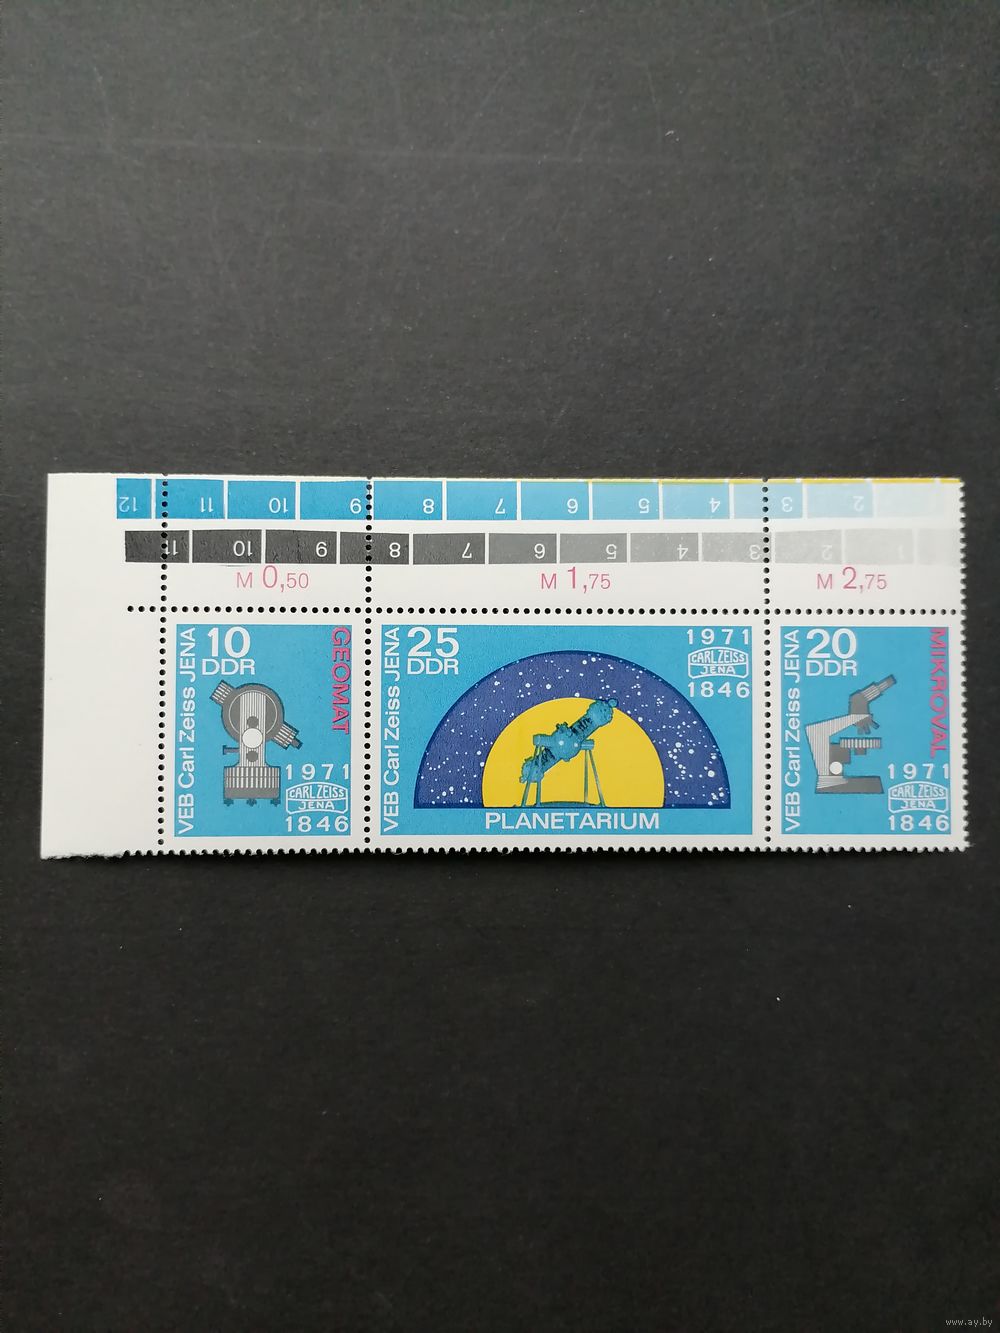 12 11 10 9 8 7 6 5 4 3 2
11 10 9 8 7 6 5 4 3 2
M 0,50
M 1,75
M 2,75
VEB Carl Zeiss JENA
10
DDR
GEOMAT
1971
CARL ZEISS
JENA
1846
VEB Carl Zeiss JENA
25
DDR
1971
CARL ZEISS
JENA
1846
PLANETARIUM
VEB Carl Zeiss JENA
20
DDR
MIKROVAL
1971
CARL ZEISS
JENA
1846
www.ay.by